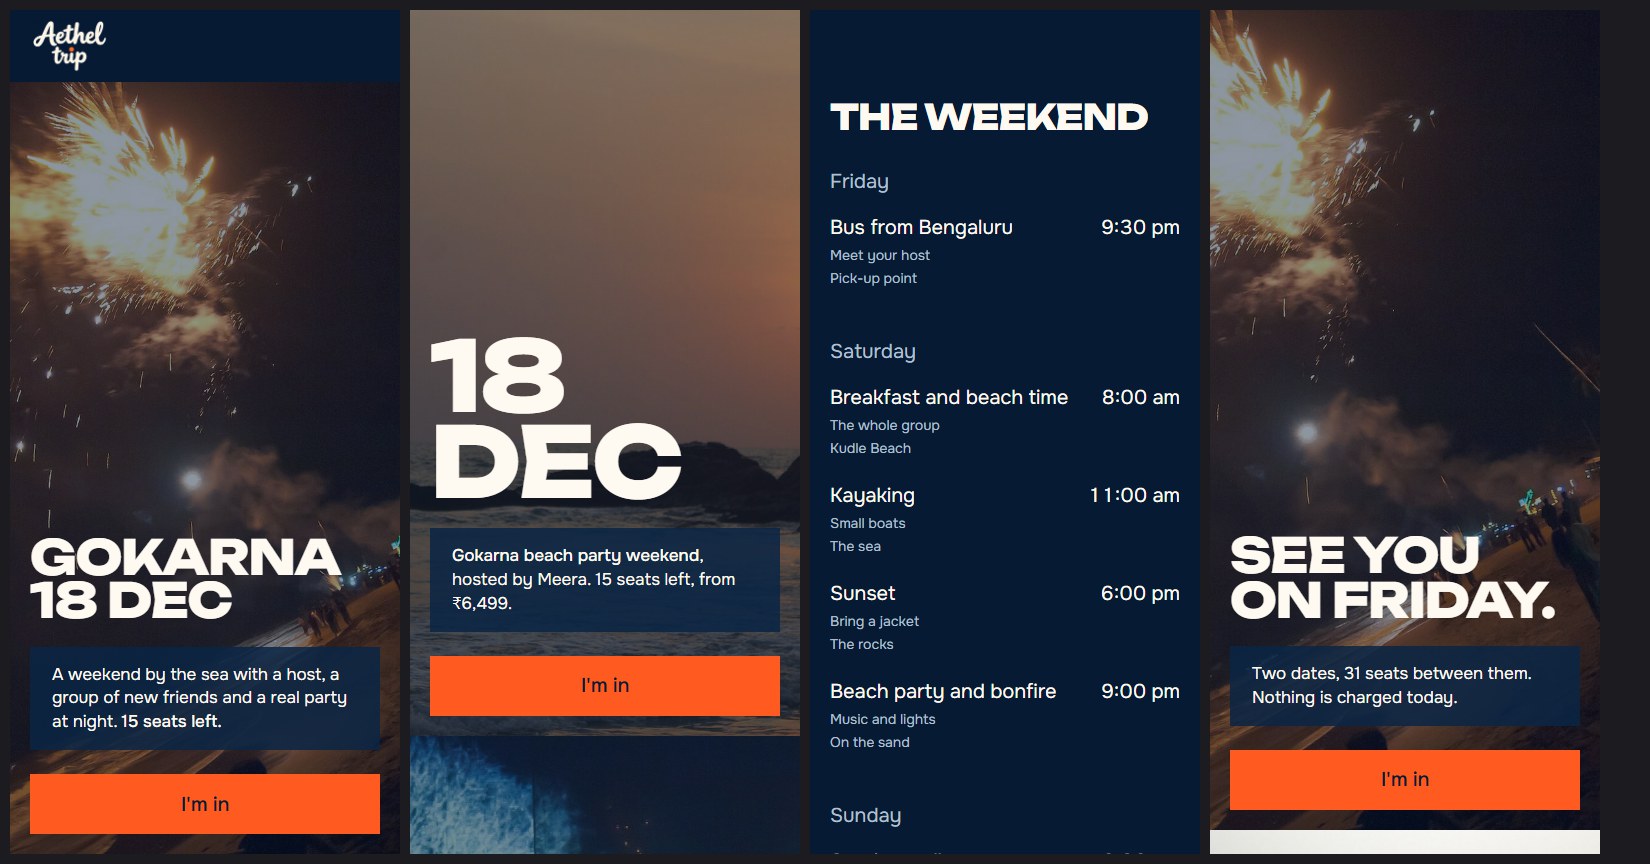 Aethel
trip
GOKARNA
18 DEC
A weekend by the sea with a host, a
group of new friends and a real party
at night. 15 seats left.
I'm in
18
DEC
Gokarna beach party weekend,
hosted by Meera. 15 seats left, from
₹6,499.
I'm in
THE WEEKEND
Friday
Bus from Bengaluru 9:30 pm
Meet your host
Pick-up point
Saturday
Breakfast and beach time 8:00 am
The whole group
Kudle Beach
Kayaking 11:00 am
Small boats
The sea
Sunset 6:00 pm
Bring a jacket
The rocks
Beach party and bonfire 9:00 pm
Music and lights
On the sand
Sunday
SEE YOU
ON FRIDAY.
Two dates, 31 seats between them.
Nothing is charged today.
I'm in